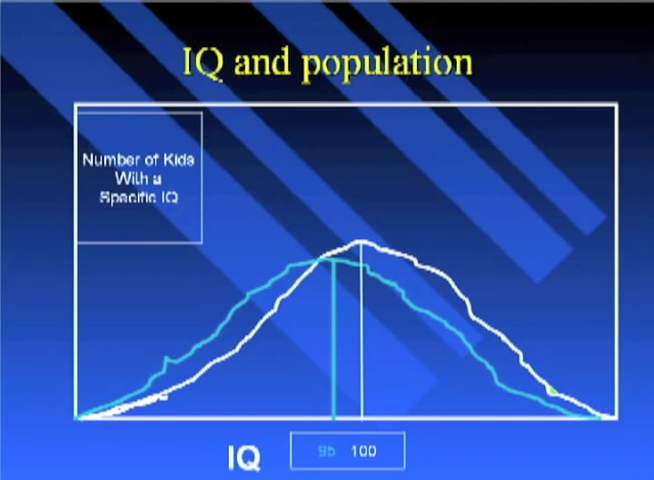 IQ and population
Number of Kids
With a
Specific IQ
IQ
95 100